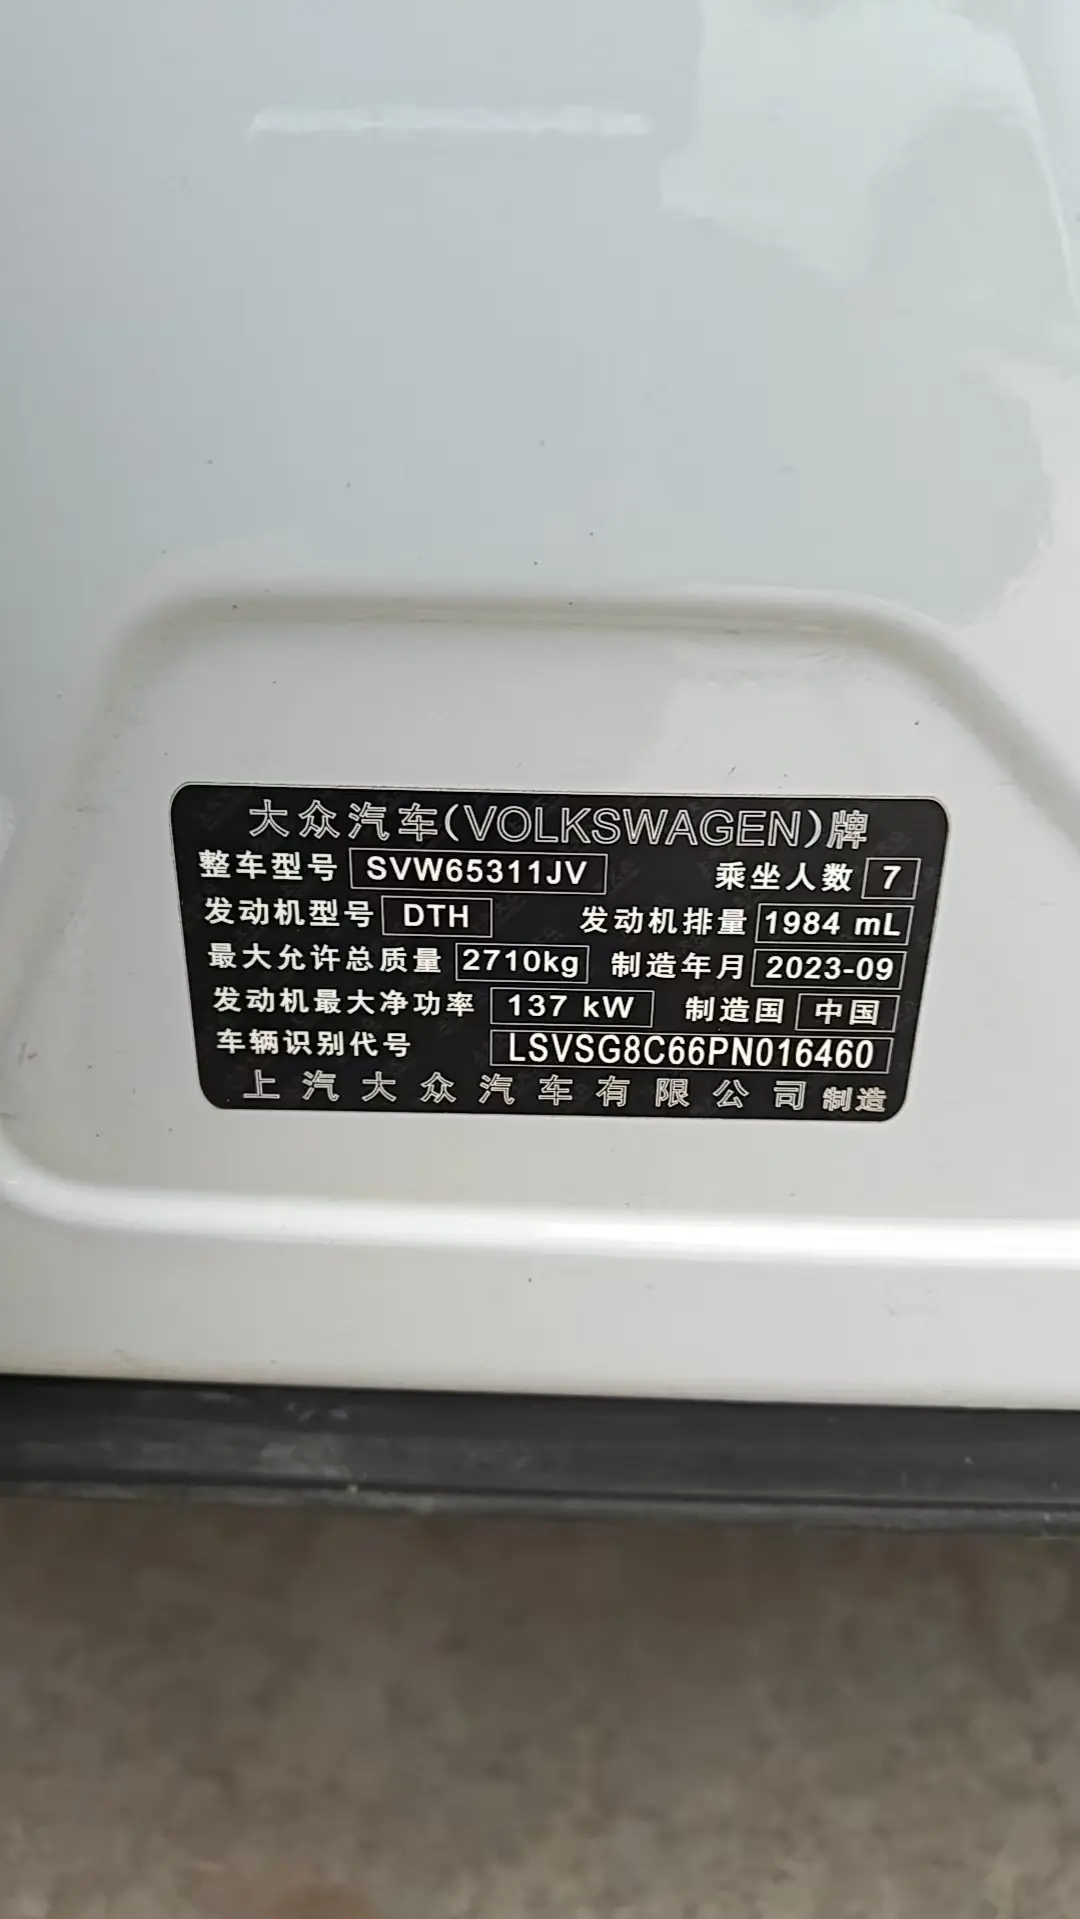 大众汽车(VOLKSWAGEN)牌
整车型号 SVW65311JV 乘坐人数 7
发动机型号 DTH 发动机排量 1984 mL
最大允许总质量 2710kg 制造年月 2023-09
发动机最大净功率 137 kW 制造国 中国
车辆识别代号 LSVSG8C66PN016460
上汽大众汽车有限公司 制造